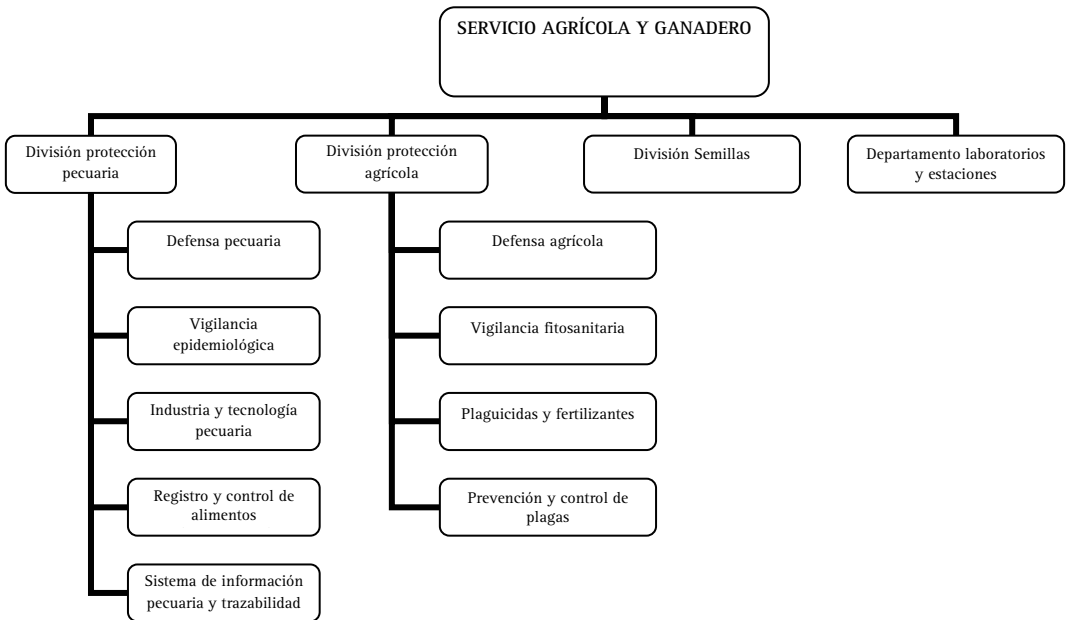 SERVICIO AGRÍCOLA Y GANADERO
División protección
pecuaria
División protección
agrícola
División Semillas
Departamento laboratorios
y estaciones
Defensa pecuaria
Vigilancia
epidemiológica
Industria y tecnología
pecuaria
Registro y control de
alimentos
Sistema de información
pecuaria y trazabilidad
Defensa agrícola
Vigilancia fitosanitaria
Plaguicidas y fertilizantes
Prevención y control de
plagas